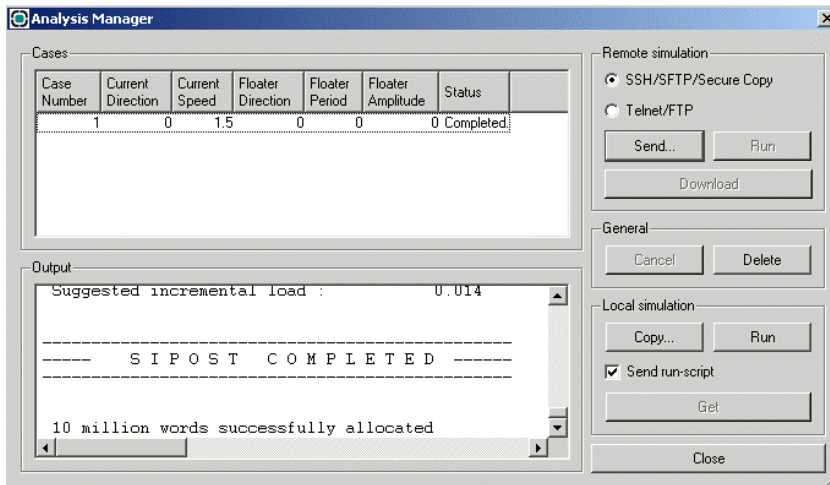 Analysis Manager
Cases
Case Number Current Direction Current Speed Floater Direction Floater Period Floater Amplitude Status
1 0 1.5 0 0 0 Completed.
Output
Suggested incremental load : 0.014
----- S I P O S T C O M P L E T E D ------
10 million words successfully allocated
Remote simulation
SSH/SFTP/Secure Copy
Telnet/FTP
Send... Run
Download
General
Cancel Delete
Local simulation
Copy... Run
Send run-script
Get
Close